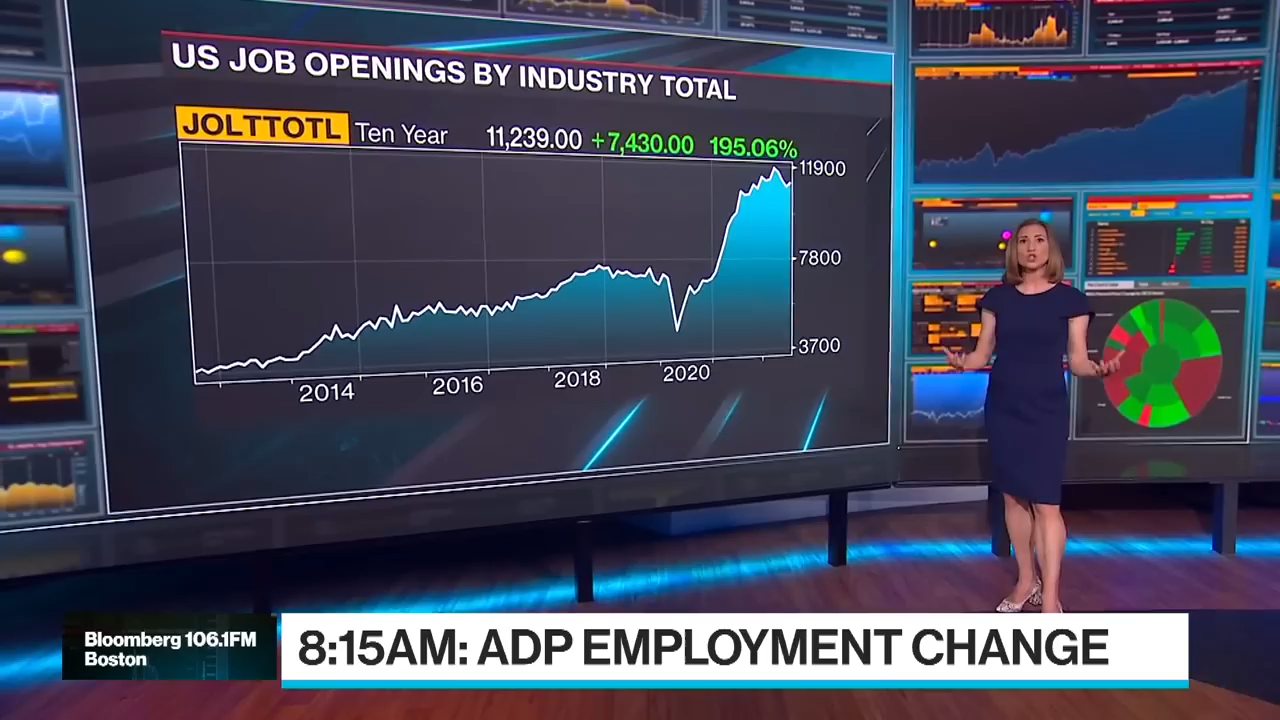 US JOB OPENINGS BY INDUSTRY TOTAL
JOLTTOTL Ten Year 11,239.00 +7,430.00 195.06%
11900
7800
3700
2014 2016 2018 2020
Bloomberg 106.1FM
Boston
8:15AM: ADP EMPLOYMENT CHANGE